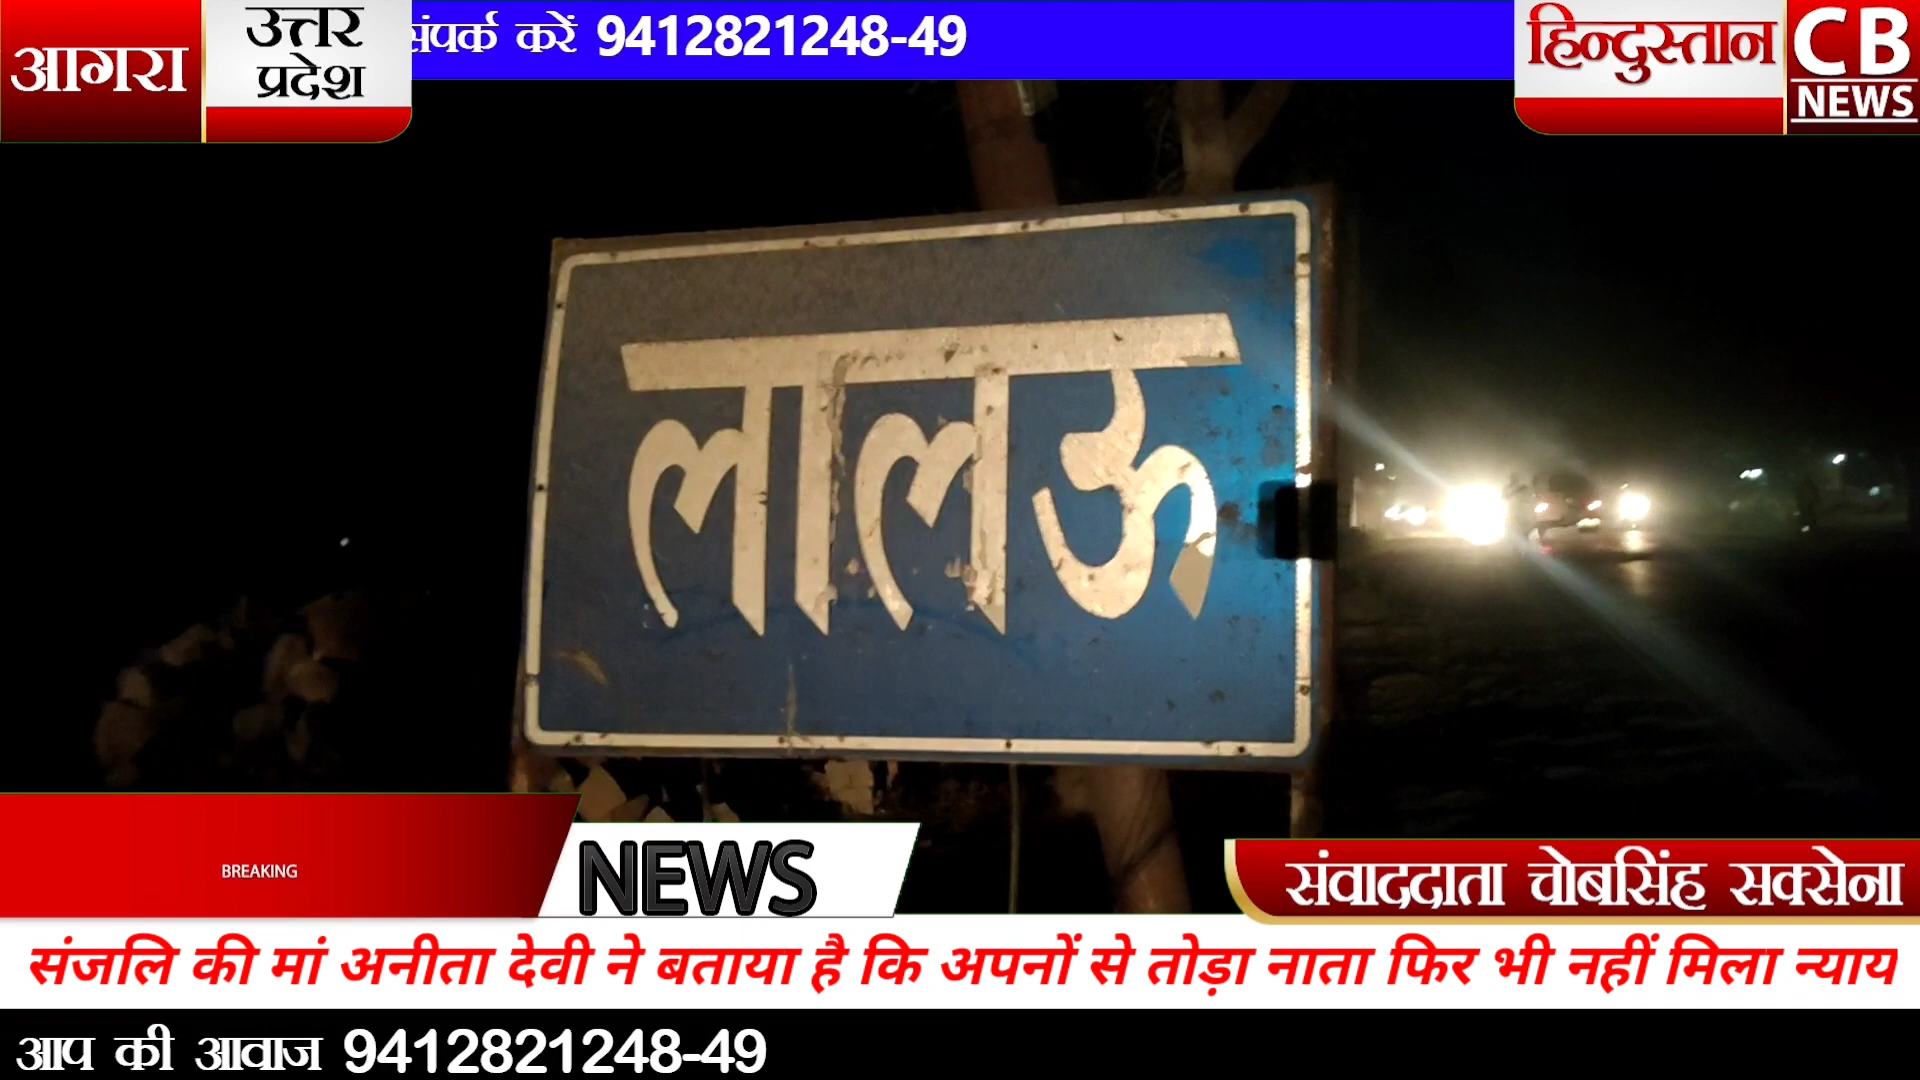 आगरा
उत्तर
प्रदेश
संपर्क करें 9412821248-49
हिन्दुस्तान
CB
NEWS
लालऊ
BREAKING
NEWS
संवाददाता चोबसिंह सक्सेना
संजलि की मां अनीता देवी ने बताया है कि अपनों से तोड़ा नाता फिर भी नहीं मिला न्याय
आप की आवाज 9412821248-49